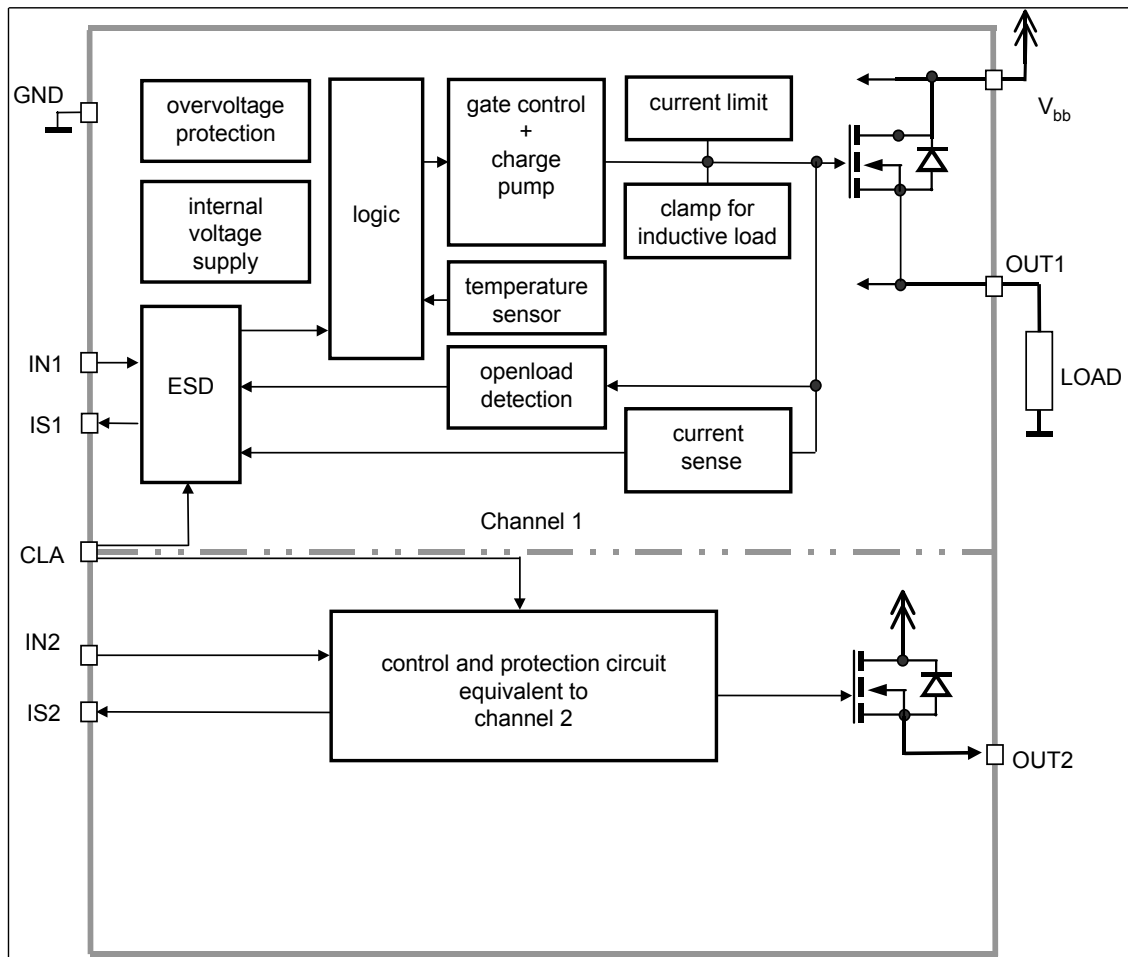 GND
overvoltage
protection
internal
voltage
supply
logic
gate control
+
charge
pump
current limit
clamp for
inductive load
temperature
sensor
openload
detection
current
sense
ESD
V_bb
OUT1
LOAD
IN1
IS1
CLA
Channel 1
IN2
IS2
control and protection circuit
equivalent to
channel 2
OUT2